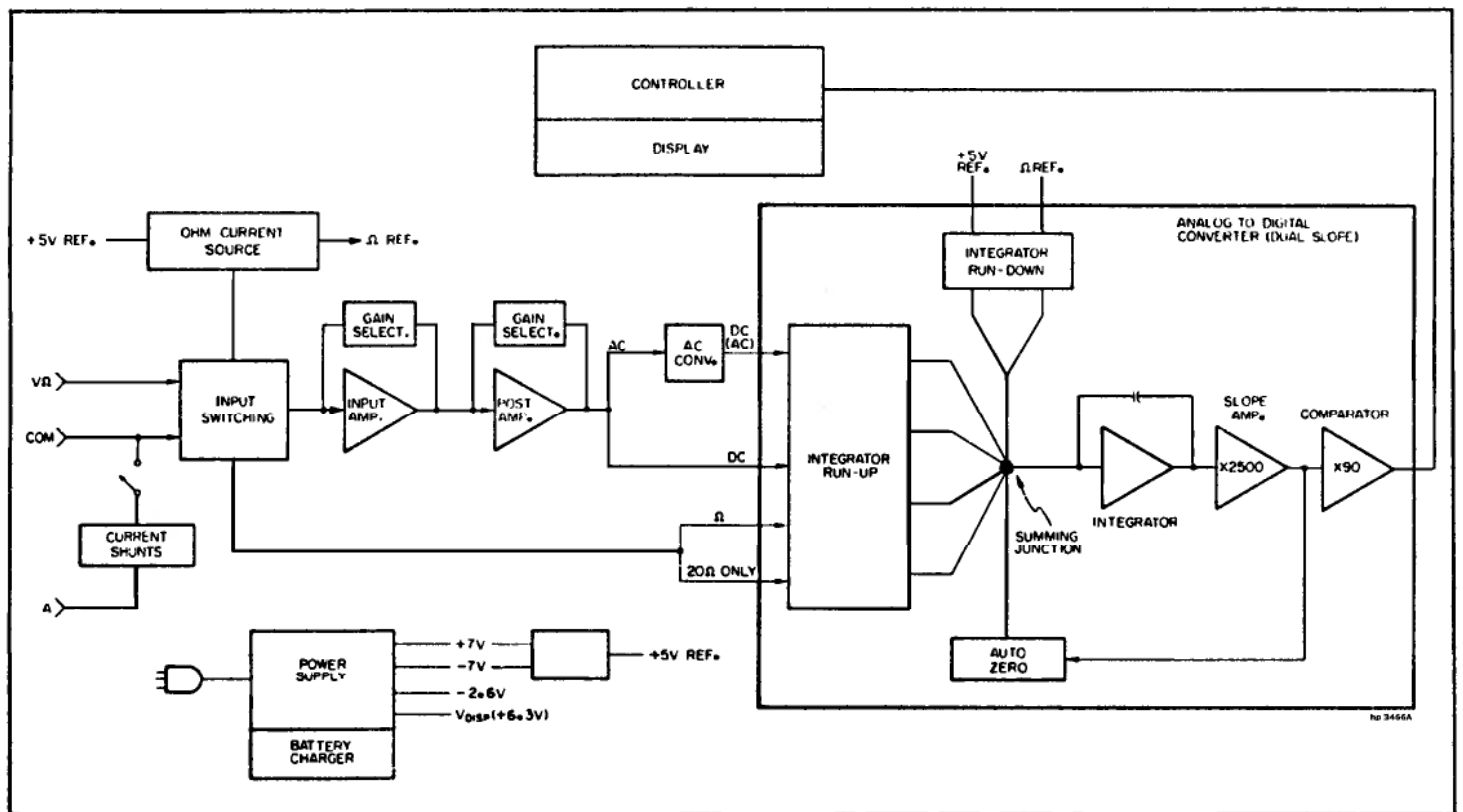 CONTROLLER
DISPLAY
+5V
REF.
Ω REF.
ANALOG TO DIGITAL
CONVERTER (DUAL SLOPE)
+5V REF.
OHM CURRENT
SOURCE
Ω REF.
INTEGRATOR
RUN-DOWN
GAIN
SELECT.
GAIN
SELECT.
AC
AC
CONV.
DC
(AC)
VΩ
INPUT
SWITCHING
INPUT
AMP.
POST
AMP.
SLOPE
AMP.
COMPARATOR
COM
DC
INTEGRATOR
RUN-UP
X2500
X90
INTEGRATOR
SUMMING
JUNCTION
CURRENT
SHUNTS
Ω
20Ω ONLY
A
POWER
SUPPLY
+7V
-7V
+5V REF.
-2.6V
VDISP(+6.3V)
BATTERY
CHARGER
AUTO
ZERO
hp 3466A